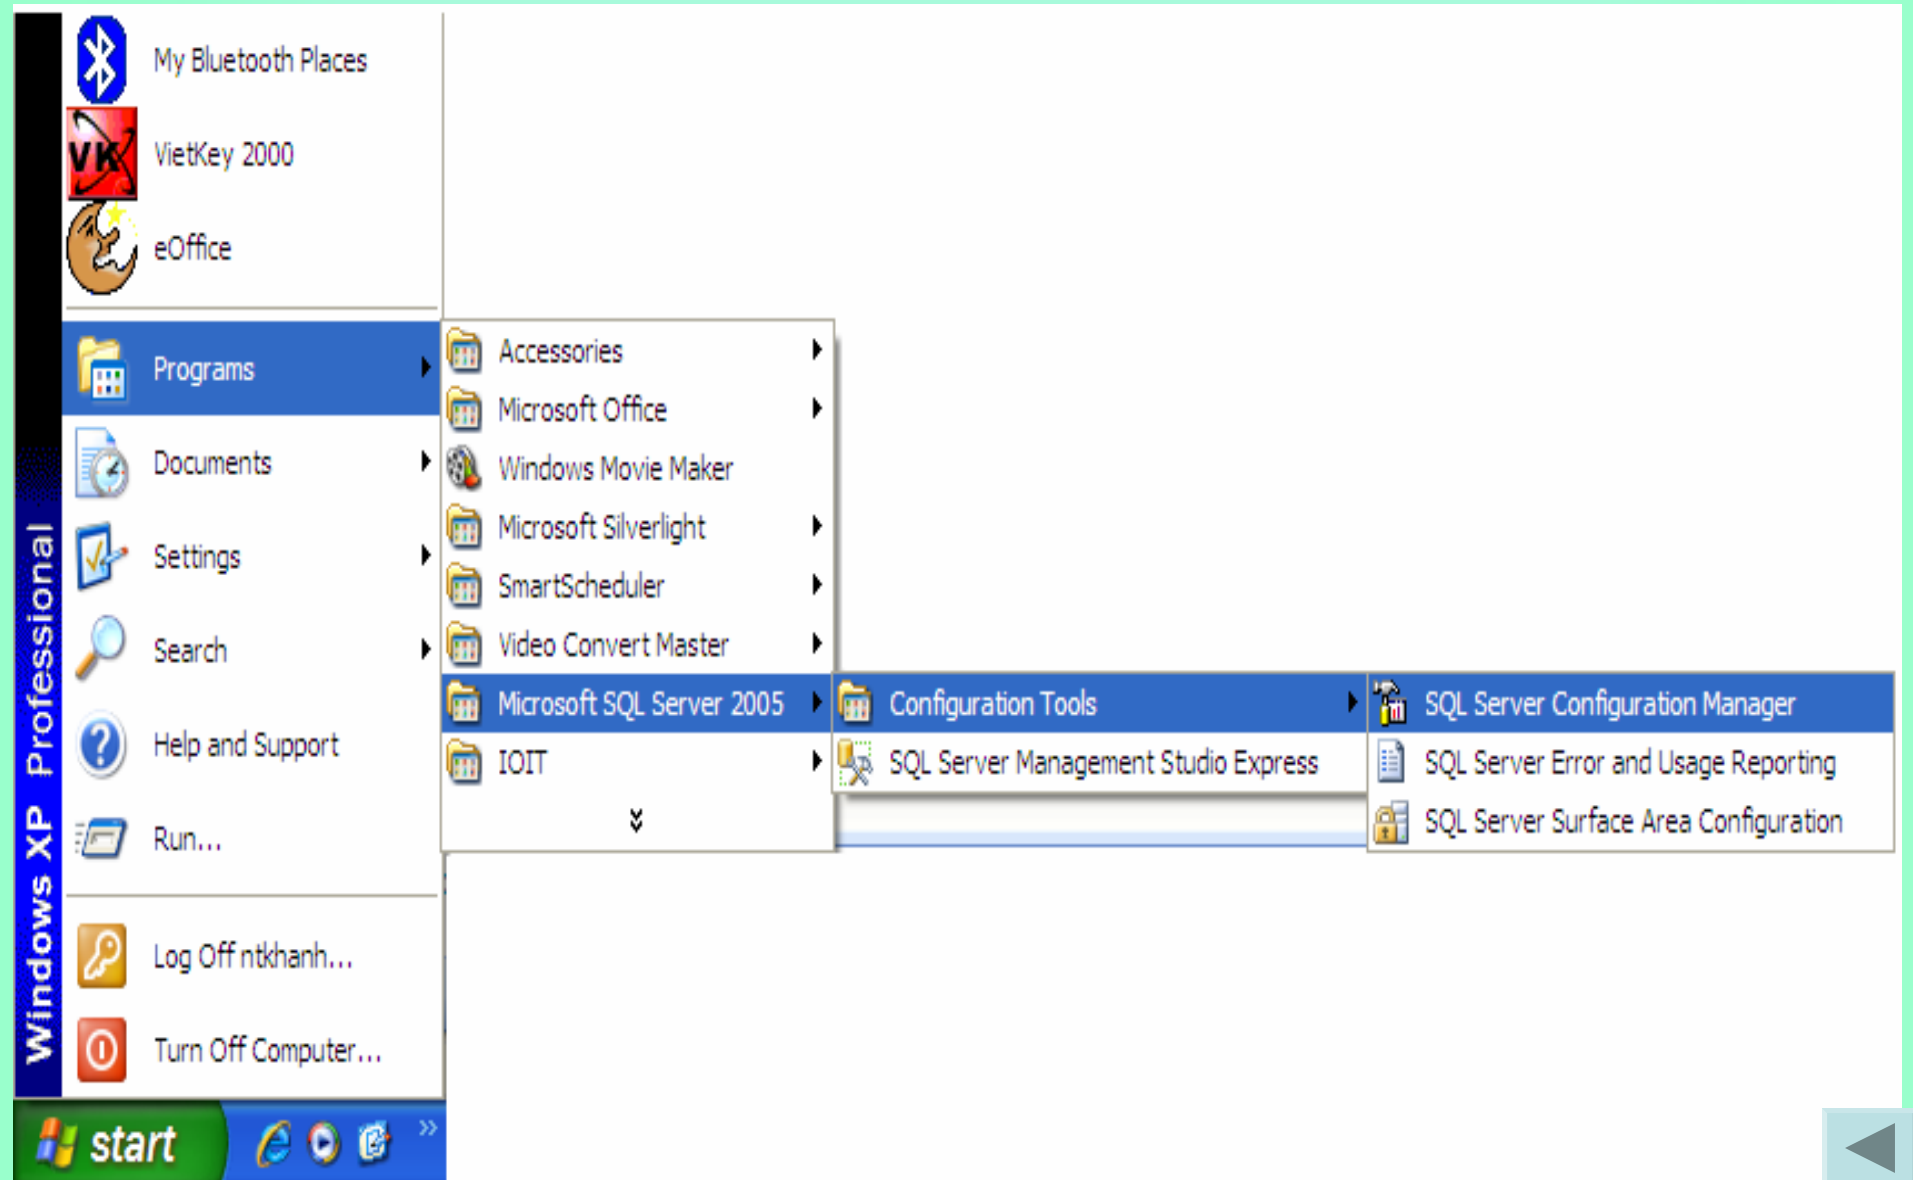 Windows XP Professional
My Bluetooth Places
VK
VietKey 2000
eOffice
Programs
Documents
Settings
Search
Help and Support
Run...
Log Off ntkhanh...
Turn Off Computer...
Accessories
Microsoft Office
Windows Movie Maker
Microsoft Silverlight
SmartScheduler
Video Convert Master
Microsoft SQL Server 2005
IOIT
Configuration Tools
SQL Server Management Studio Express
SQL Server Configuration Manager
SQL Server Error and Usage Reporting
SQL Server Surface Area Configuration
start